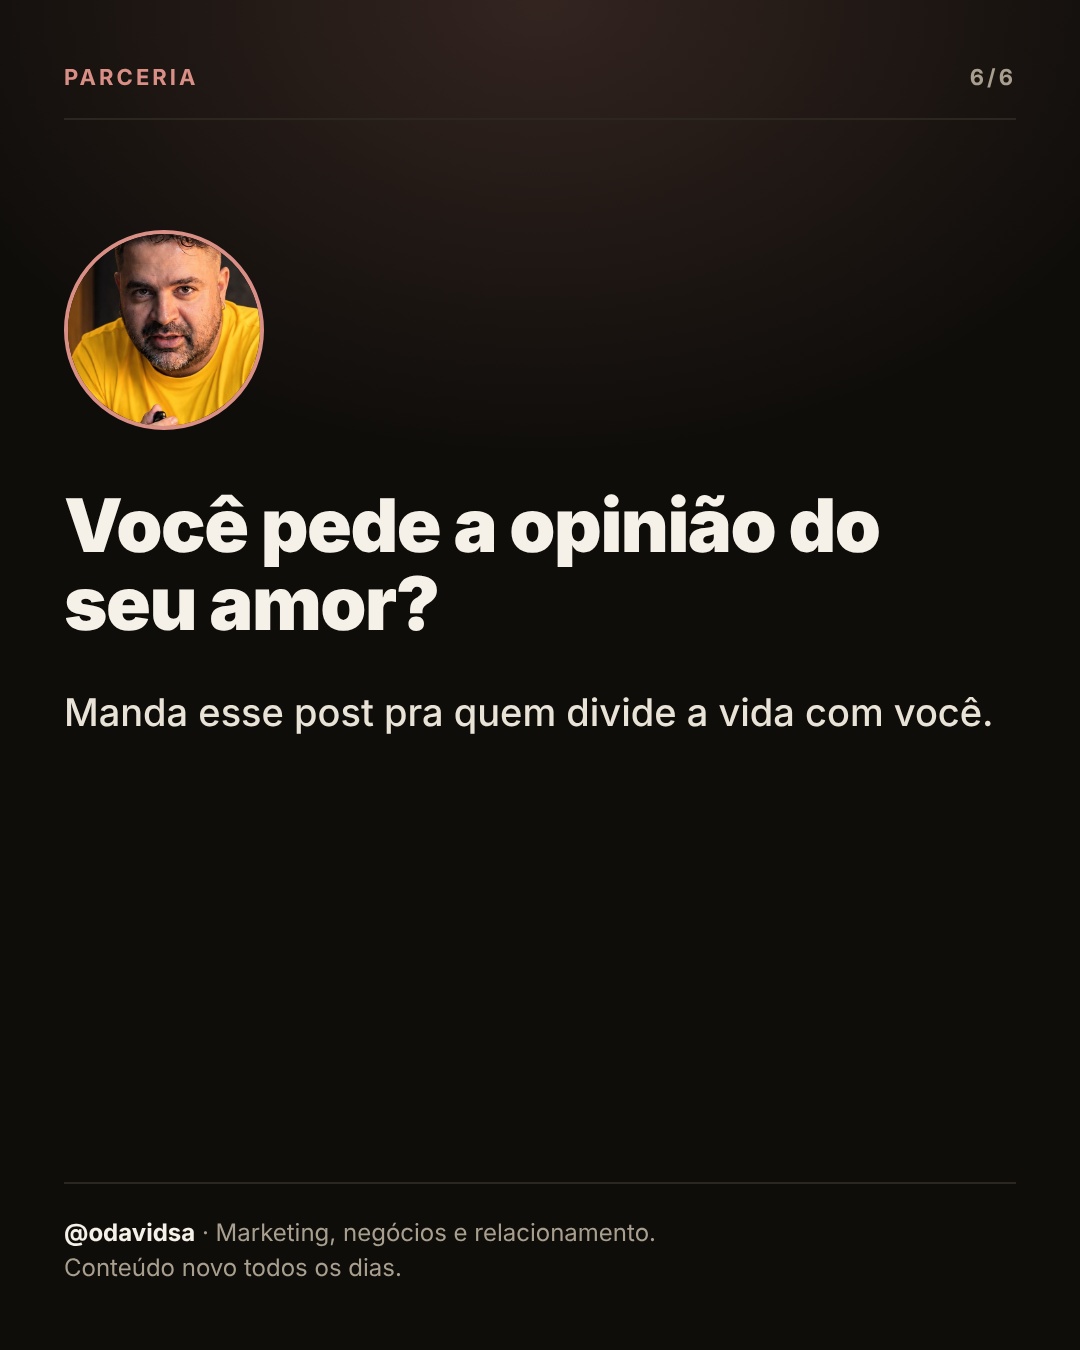 PARCERIA
6/6
Você pede a opinião do
seu amor?
Manda esse post pra quem divide a vida com você.
@odavidsa · Marketing, negócios e relacionamento.
Conteúdo novo todos os dias.